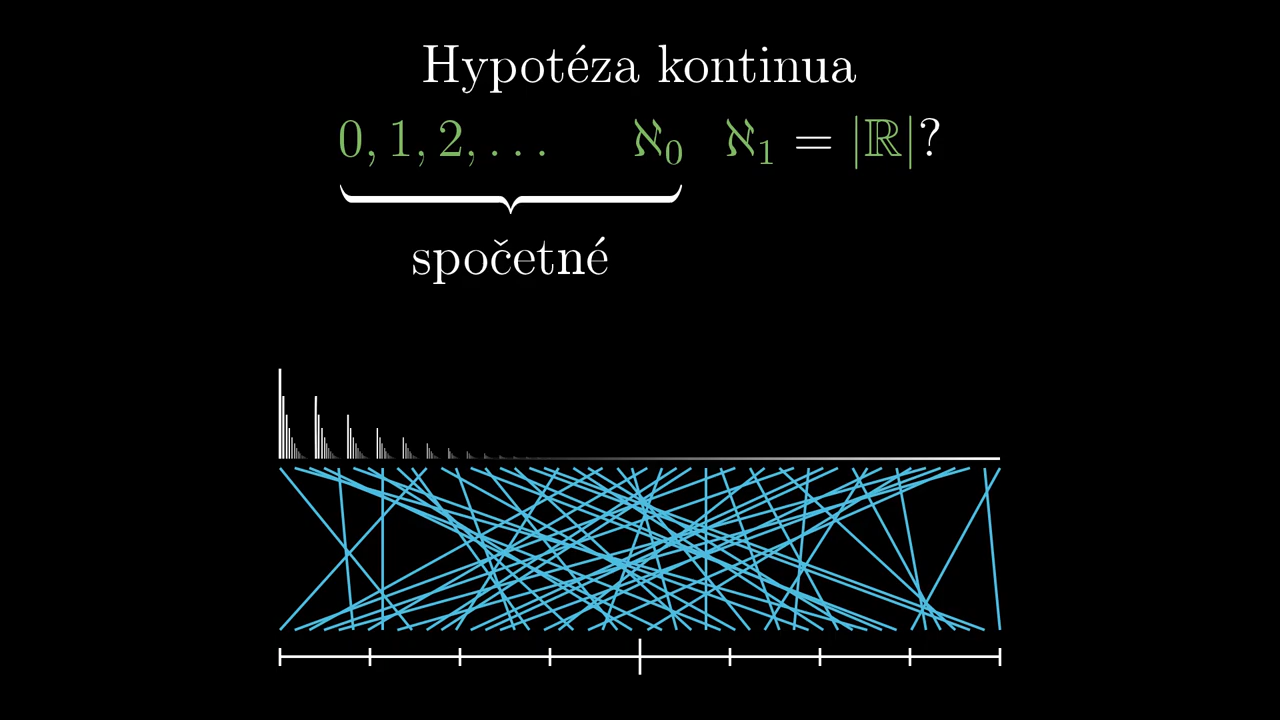 Hypotéza kontinua
0, 1, 2, … ℵ₀ ℵ₁ = |ℝ|?
spočetné